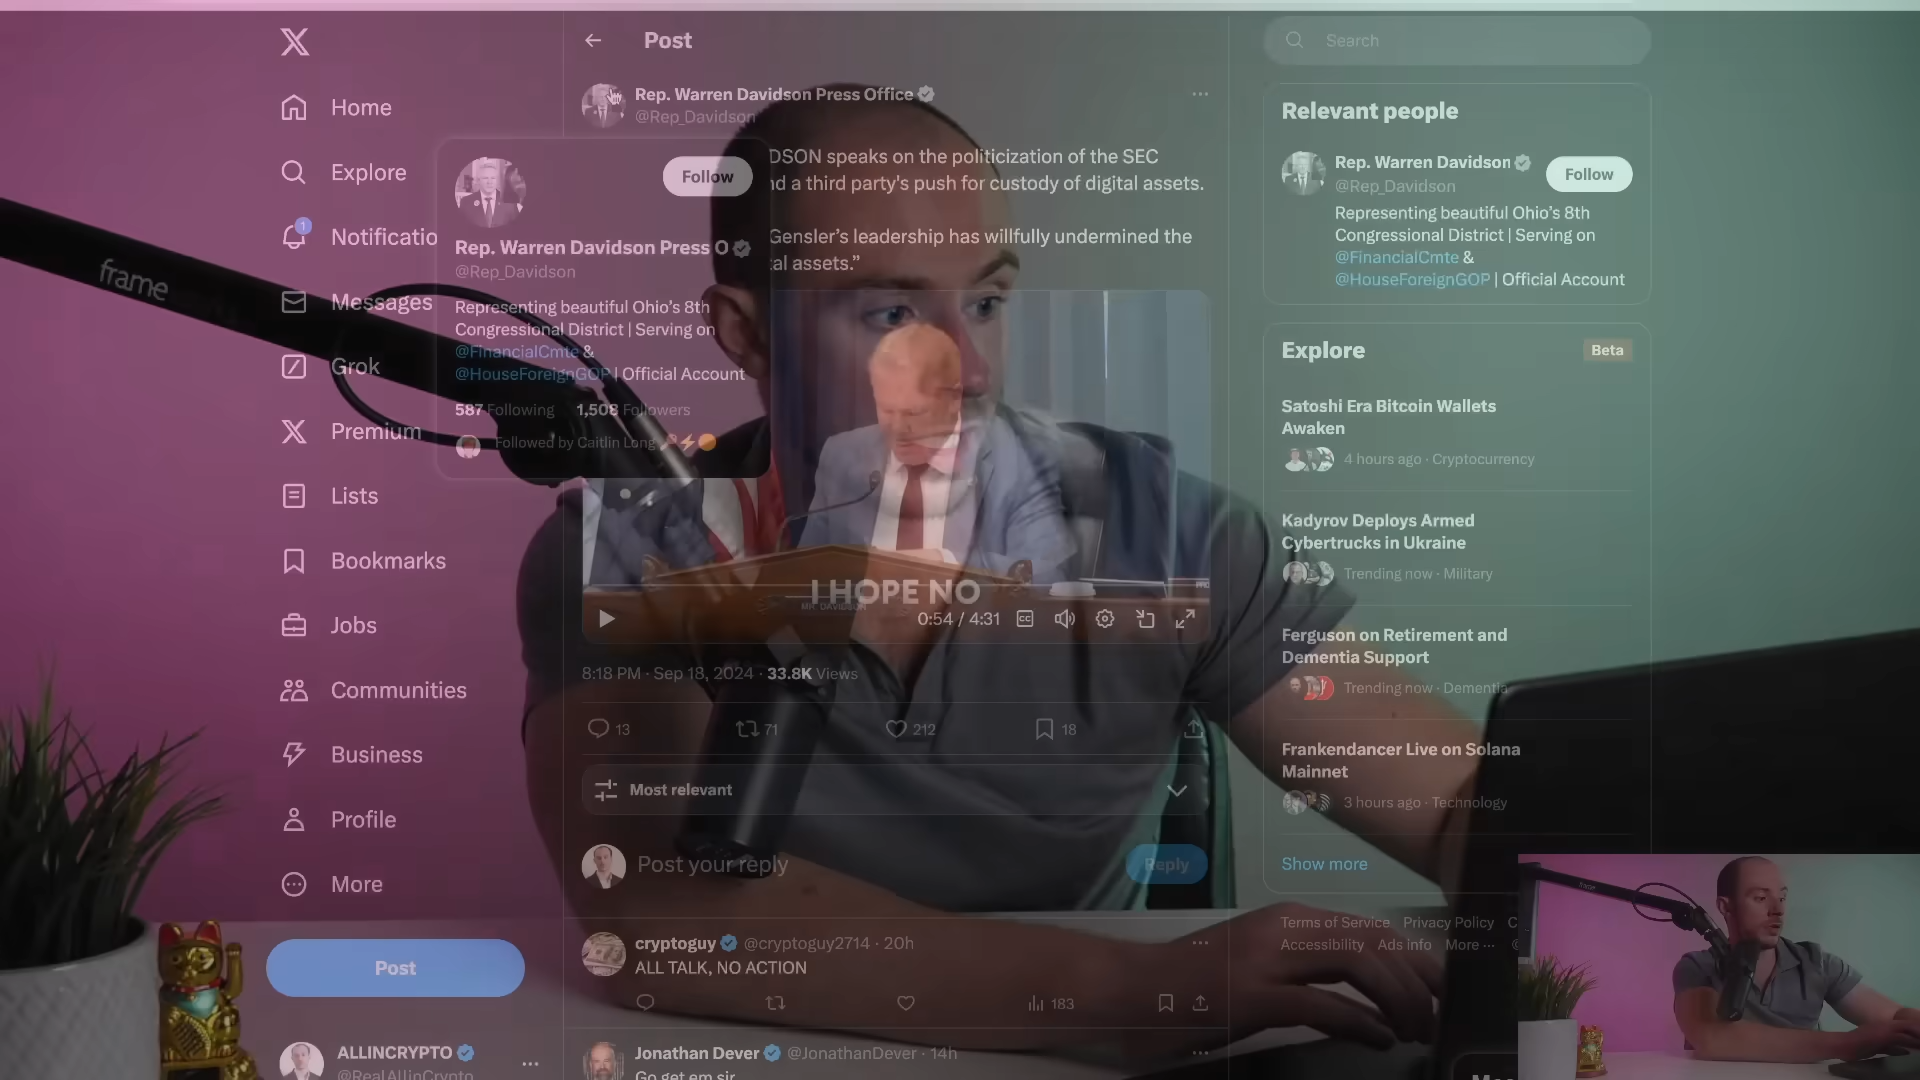 Home
Explore
Notificatio
1
Messages
Grok
Premium
Lists
Bookmarks
Jobs
Communities
Business
Profile
More
Post
ALLINCRYPTO
@RealAllinCrypto
frame
Post
Rep. Warren Davidson Press Office
@Rep_Davidson
DSON speaks on the politicization of the SEC
nd a third party's push for custody of digital assets.
Gensler's leadership has willfully undermined the
al assets."
Follow
Rep. Warren Davidson Press O
@Rep_Davidson
Representing beautiful Ohio's 8th
Congressional District | Serving on
@FinancialCmte &
@HouseForeignGOP | Official Account
587 Following 1,508 Followers
Followed by Caitlin Long
I HOPE NO
MR. DAVIDSON
0:54 / 4:31
8:18 PM · Sep 18, 2024 · 33.8K Views
13 71 212 18
Most relevant
Post your reply
Reply
cryptoguy @cryptoguy2714 · 20h
ALL TALK, NO ACTION
183
Jonathan Dever @JonathanDever · 14h
Go get em sir
Search
Relevant people
Rep. Warren Davidson
@Rep_Davidson
Follow
Representing beautiful Ohio's 8th
Congressional District | Serving on
@FinancialCmte &
@HouseForeignGOP | Official Account
Explore
Beta
Satoshi Era Bitcoin Wallets
Awaken
4 hours ago · Cryptocurrency
Kadyrov Deploys Armed
Cybertrucks in Ukraine
Trending now · Military
Ferguson on Retirement and
Dementia Support
Trending now · Dementia
Frankendancer Live on Solana
Mainnet
3 hours ago · Technology
Show more
Terms of Service Privacy Policy C
Accessibility Ads info More ...